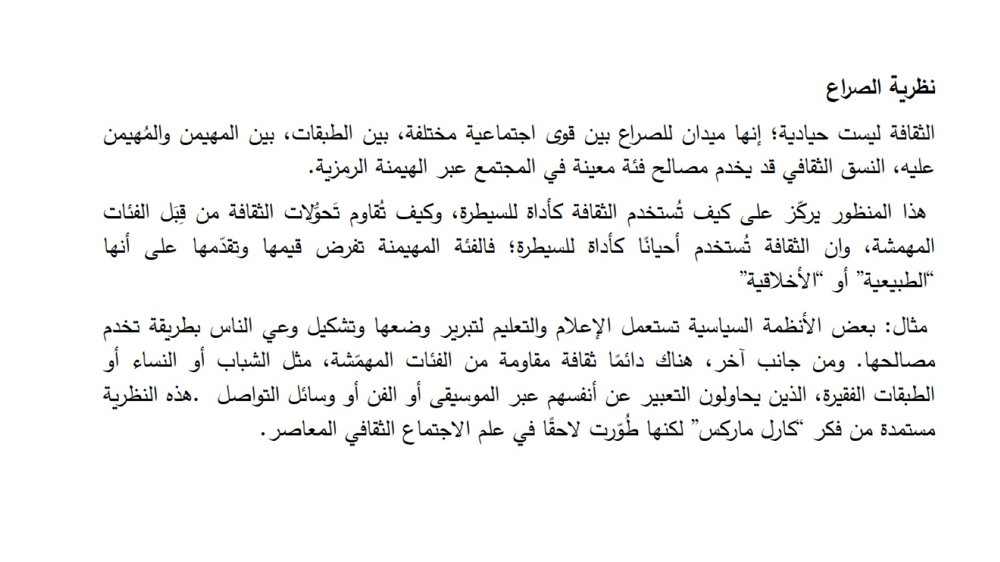 نظرية الصراع
الثقافة ليست حيادية؛ إنها ميدان للصراع بين قوى اجتماعية مختلفة، بين الطبقات، بين المهيمن والمُهيمن
عليه، النسق الثقافي قد يخدم مصالح فئة معينة في المجتمع عبر الهيمنة الرمزية.
هذا المنظور يركّز على كيف تُستخدم الثقافة كأداة للسيطرة، وكيف تُقاوم تَحوُّلات الثقافة من قِبَل الفئات
المهمشة، وان الثقافة تُستخدم أحيانًا كأداة للسيطرة؛ فالفئة المهيمنة تفرض قيمها وتقدّمها على أنها
“الطبيعية” أو “الأخلاقية”
مثال: بعض الأنظمة السياسية تستعمل الإعلام والتعليم لتبرير وضعها وتشكيل وعي الناس بطريقة تخدم
مصالحها. ومن جانب آخر، هناك دائمًا ثقافة مقاومة من الفئات المهمّشة، مثل الشباب أو النساء أو
الطبقات الفقيرة، الذين يحاولون التعبير عن أنفسهم عبر الموسيقى أو الفن أو وسائل التواصل .هذه النظرية
مستمدة من فكر “كارل ماركس” لكنها طُوّرت لاحقًا في علم الاجتماع الثقافي المعاصر.